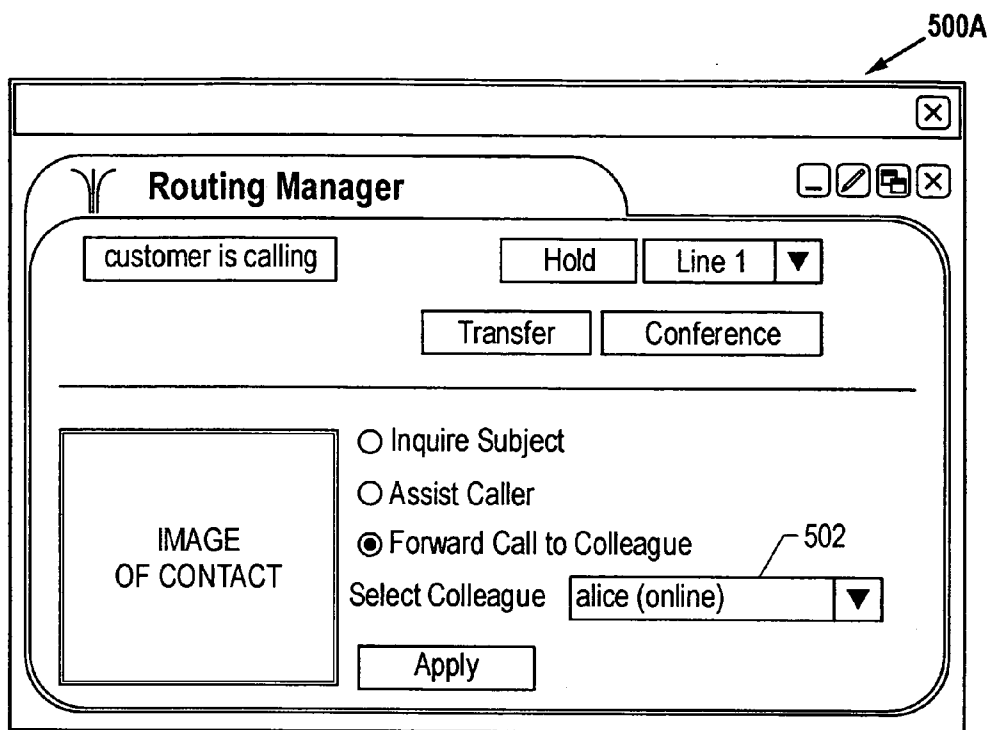 500A
Routing Manager
customer is calling
Hold
Line 1
Transfer
Conference
IMAGE
OF CONTACT
Inquire Subject
Assist Caller
Forward Call to Colleague
502
Select Colleague
alice (online)
Apply